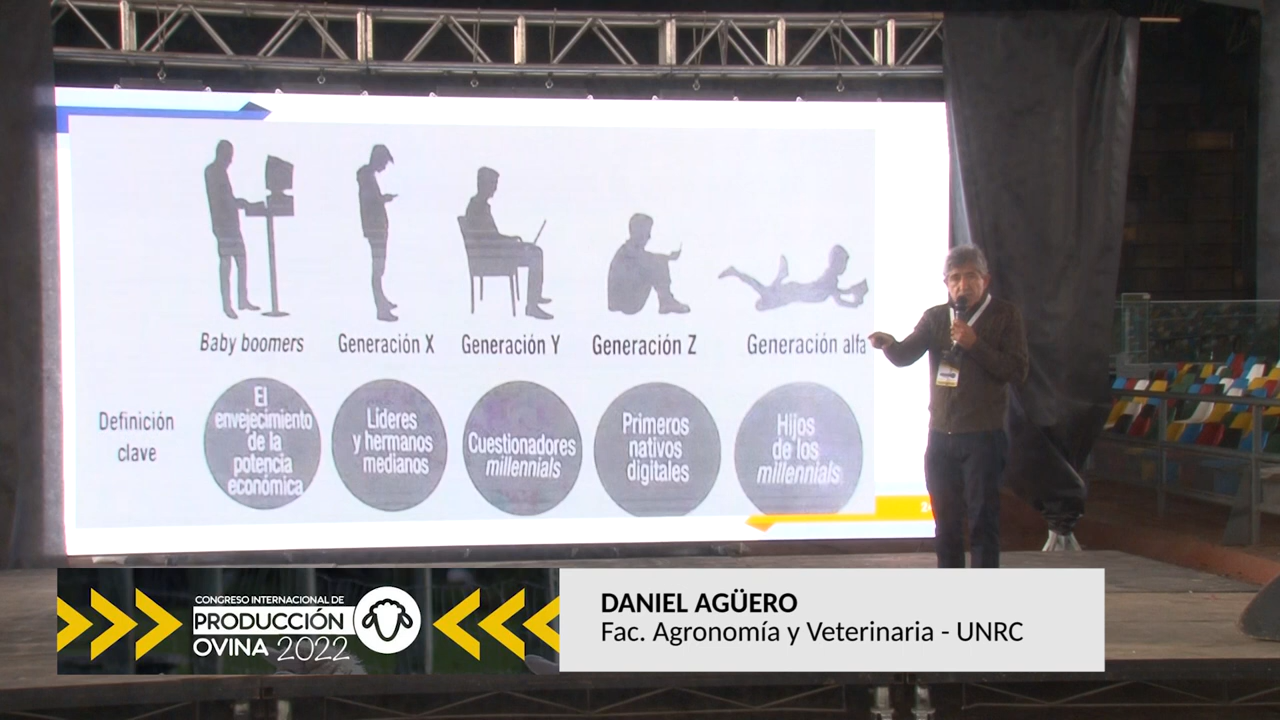 Baby boomers
Generación X
Generación Y
Generación Z
Generación alfa
Definición
clave
El
envejecimiento
de la
potencia
económica
Líderes
y hermanos
medianos
Cuestionadores
millennials
Primeros
nativos
digitales
Hijos
de los
millennials
CONGRESO INTERNACIONAL DE
PRODUCCIÓN
OVINA 2022
DANIEL AGÜERO
Fac. Agronomía y Veterinaria - UNRC